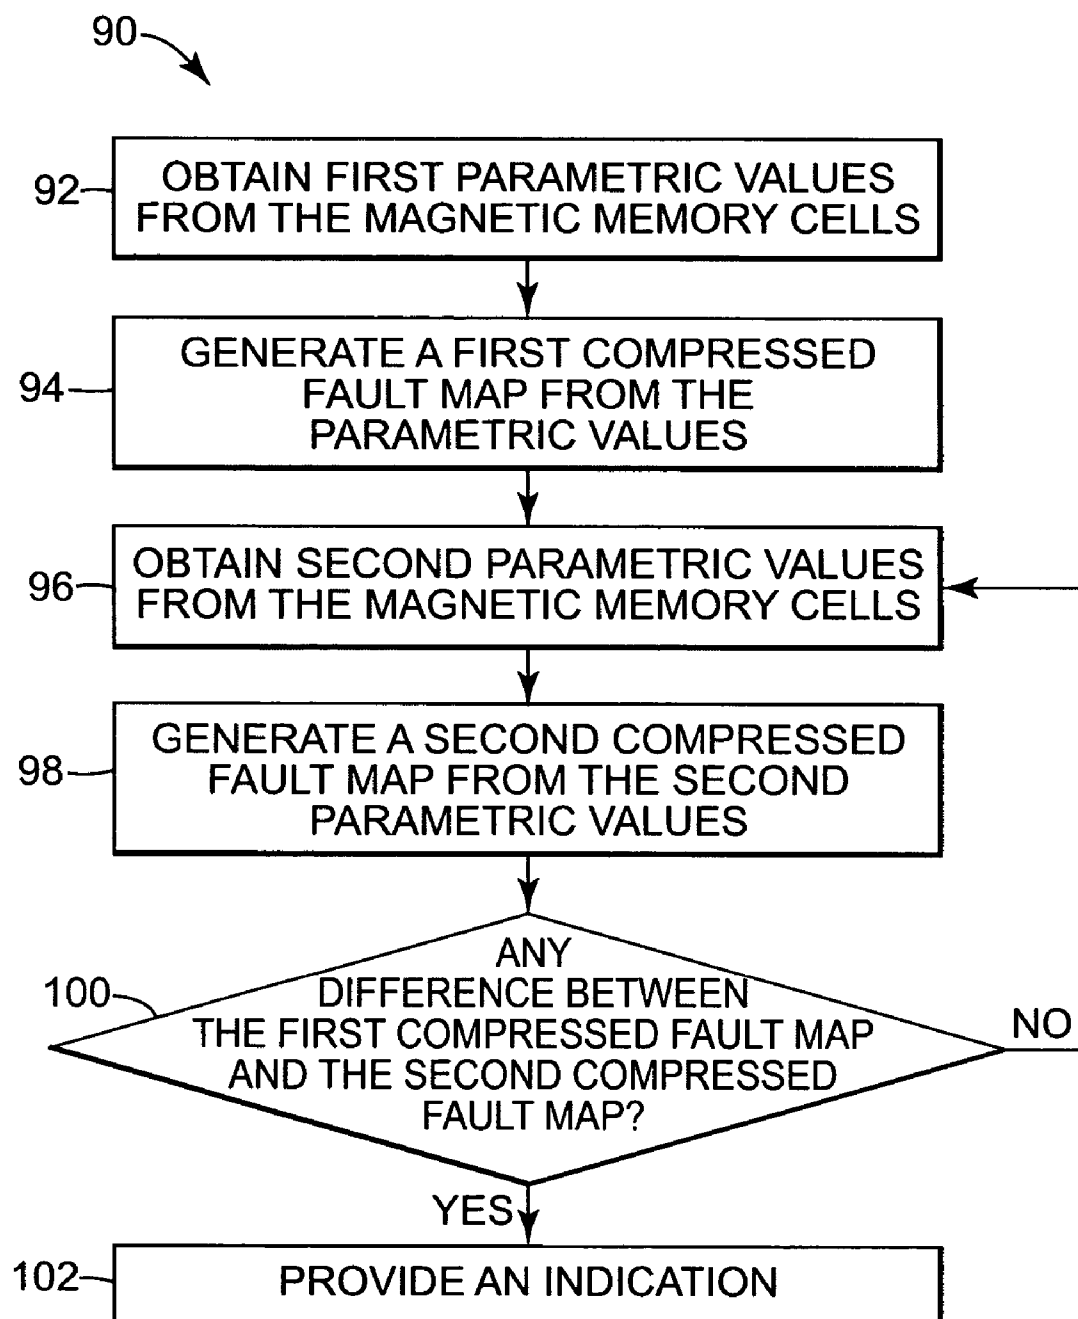 90
92
OBTAIN FIRST PARAMETRIC VALUES
FROM THE MAGNETIC MEMORY CELLS
94
GENERATE A FIRST COMPRESSED
FAULT MAP FROM THE
PARAMETRIC VALUES
96
OBTAIN SECOND PARAMETRIC VALUES
FROM THE MAGNETIC MEMORY CELLS
98
GENERATE A SECOND COMPRESSED
FAULT MAP FROM THE SECOND
PARAMETRIC VALUES
100
ANY
DIFFERENCE BETWEEN
THE FIRST COMPRESSED FAULT MAP
AND THE SECOND COMPRESSED
FAULT MAP?
NO
YES
102
PROVIDE AN INDICATION